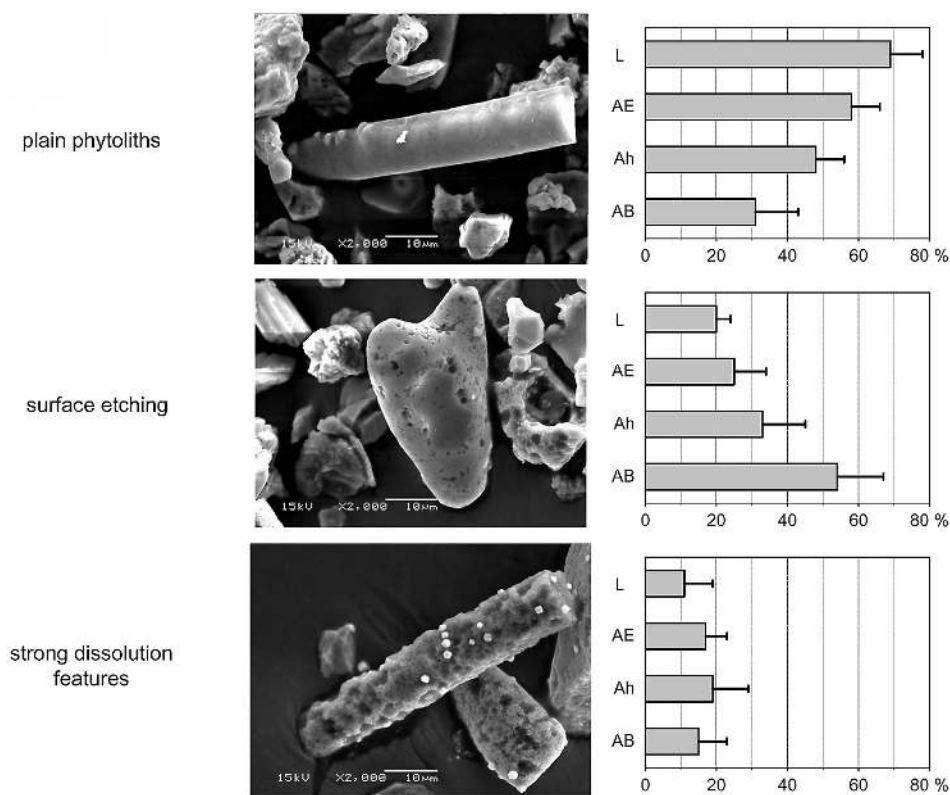 plain phytoliths
15kV X2,000 10µm
L
AE
Ah
AB
0 20 40 60 80 %
surface etching
15kV X2,000 10µm
L
AE
Ah
AB
0 20 40 60 80 %
strong dissolution
features
15kV X2,000 10µm
L
AE
Ah
AB
0 20 40 60 80 %